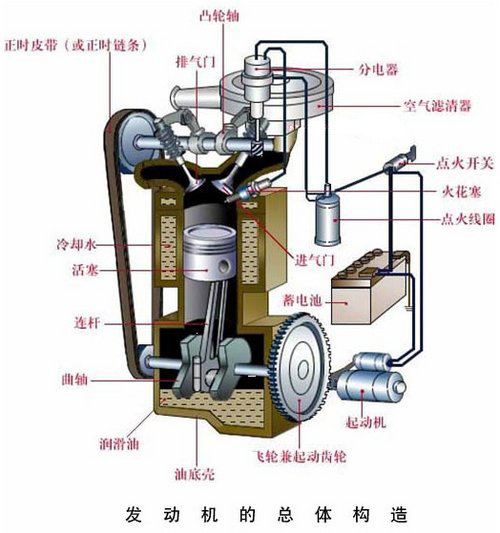 凸轮轴
正时皮带（或正时链条）
排气门
分电器
空气滤清器
点火开关
火花塞
点火线圈
冷却水
活塞
进气门
蓄电池
连杆
曲轴
起动机
润滑油
飞轮兼起动齿轮
油底壳
发动机的总体构造